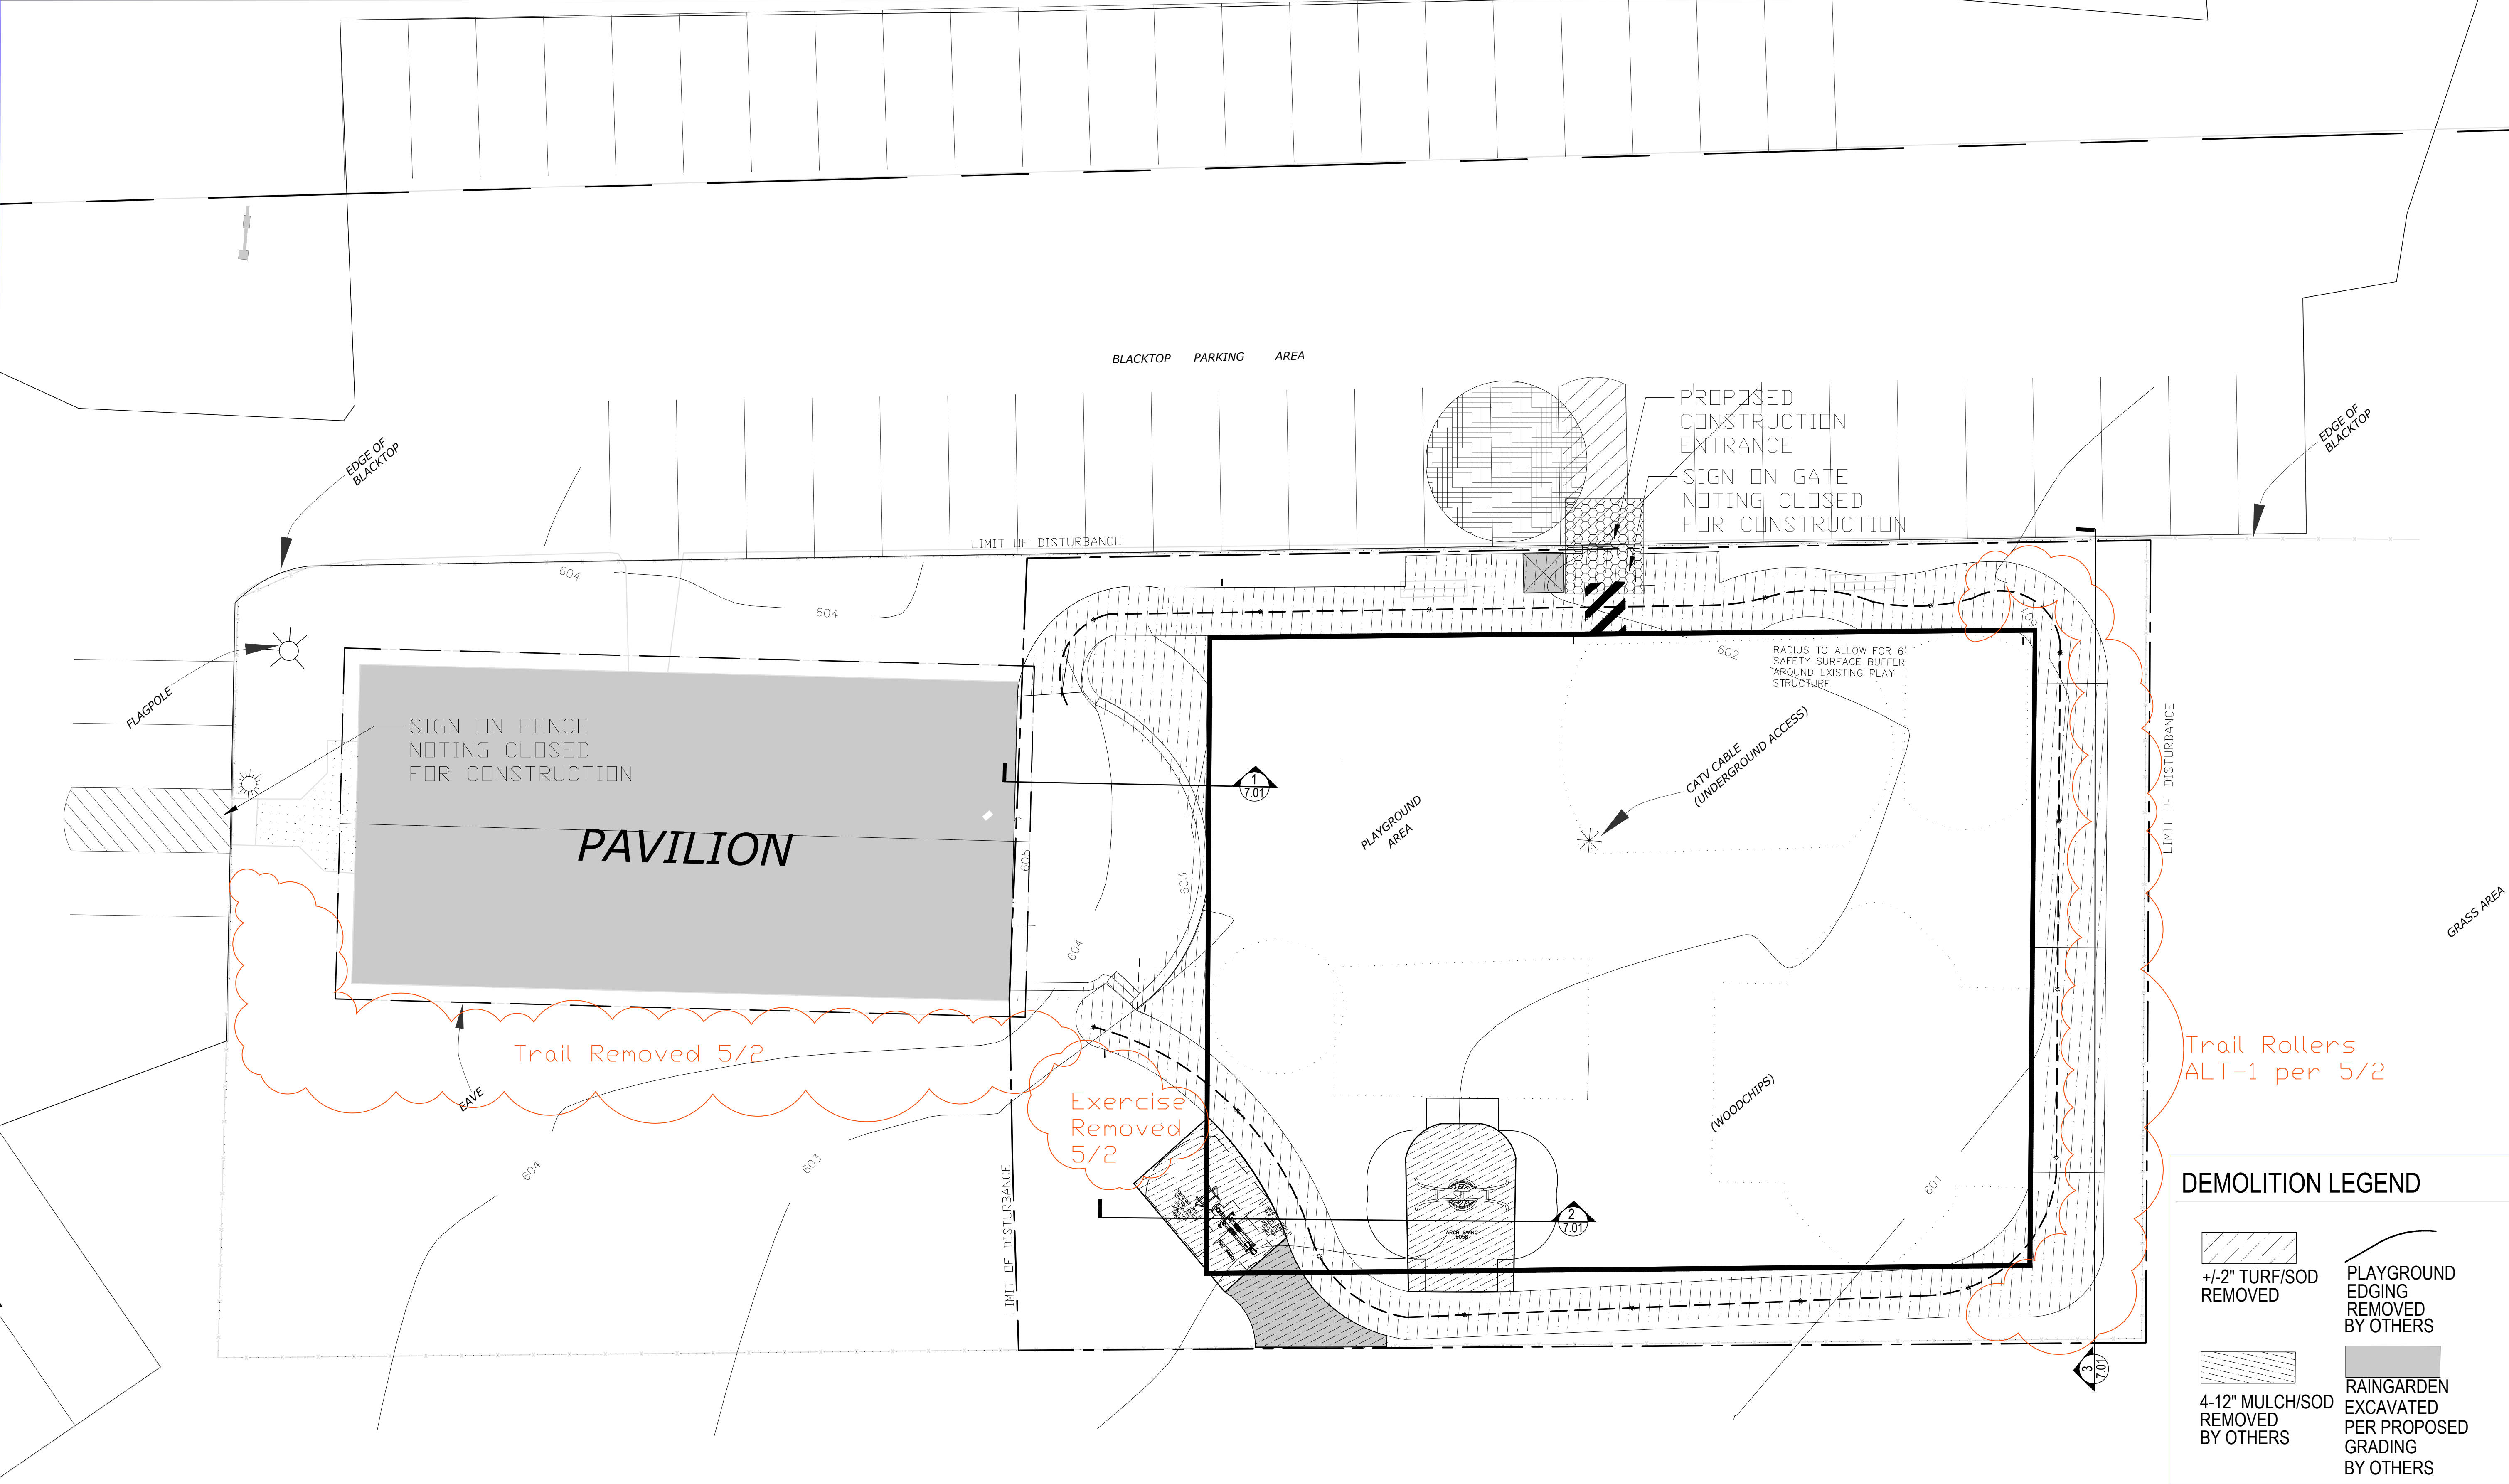 BLACKTOP PARKING AREA
EDGE OF
BLACKTOP
PROPOSED
CONSTRUCTION
ENTRANCE
SIGN ON GATE
NOTING CLOSED
FOR CONSTRUCTION
EDGE OF
BLACKTOP
LIMIT OF DISTURBANCE
604
604
601
602
RADIUS TO ALLOW FOR 6'
SAFETY SURFACE BUFFER
AROUND EXISTING PLAY
STRUCTURE
FLAGPOLE
SIGN ON FENCE
NOTING CLOSED
FOR CONSTRUCTION
LIMIT OF DISTURBANCE
CATV CABLE
(UNDERGROUND ACCESS)
1
7.01
PLAYGROUND
AREA
PAVILION
605
603
604
GRASS AREA
Trail Removed 5/2
EAVE
Exercise
Removed
5/2
Trail Rollers
ALT-1 per 5/2
(WOODCHIPS)
604
603
LIMIT OF DISTURBANCE
601
2
7.01
ARCH SWING
5058
3
7.01
DEMOLITION LEGEND
+/-2" TURF/SOD
REMOVED
PLAYGROUND
EDGING
REMOVED
BY OTHERS
4-12" MULCH/SOD
REMOVED
BY OTHERS
RAINGARDEN
EXCAVATED
PER PROPOSED
GRADING
BY OTHERS